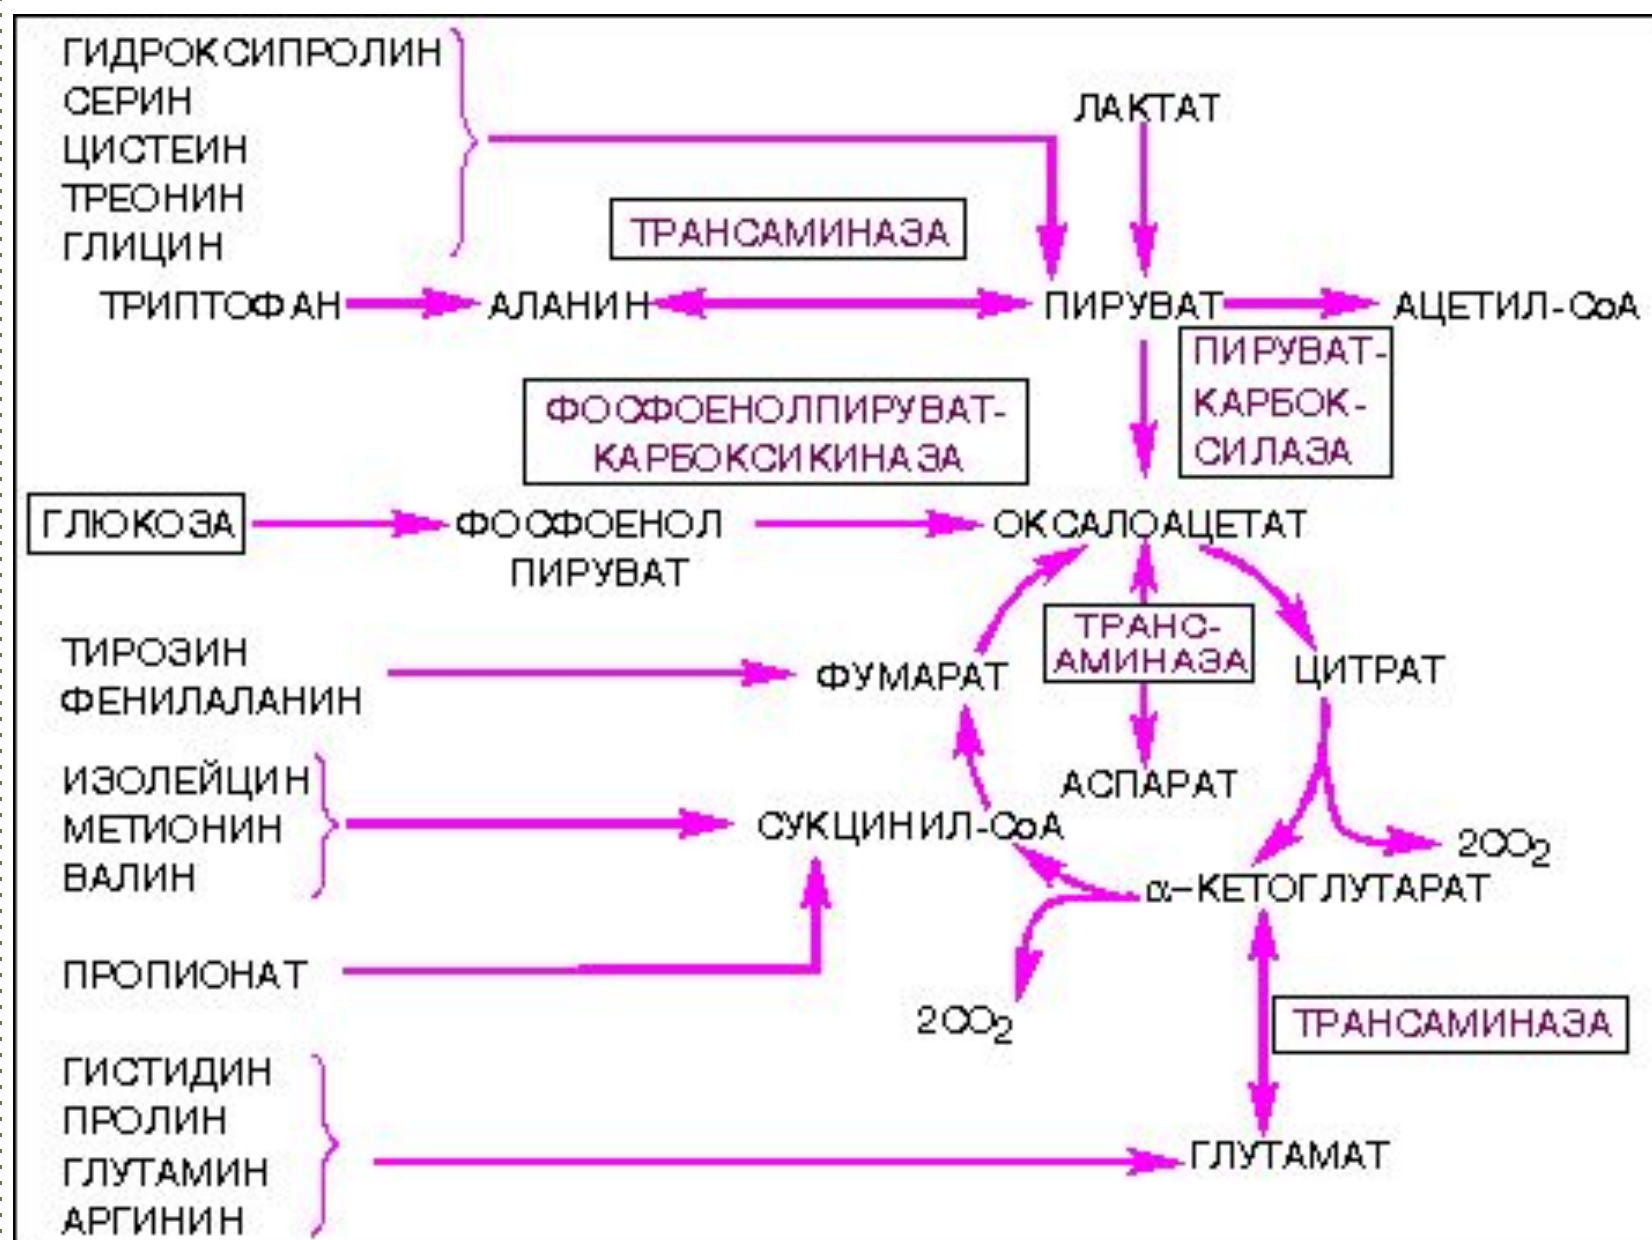 ГИДРОКСИПРОЛИН
СЕРИН
ЦИСТЕИН
ТРЕОНИН
ГЛИЦИН
ЛАКТАТ
ТРАНСАМИНАЗА
ТРИПТОФАН
АЛАНИН
ПИРУВАТ
АЦЕТИЛ-СоА
ПИРУВАТ-
КАРБОК-
СИЛАЗА
ФОСФОЕНОЛПИРУВАТ-
КАРБОКСИКИНАЗА
ГЛЮКОЗА
ФОСФОЕНОЛ
ПИРУВАТ
ОКСАЛОАЦЕТАТ
ТРАНС-
АМИНАЗА
ТИРОЗИН
ФЕНИЛАЛАНИН
ФУМАРАТ
ЦИТРАТ
АСПАРАТ
ИЗОЛЕЙЦИН
МЕТИОНИН
ВАЛИН
СУКЦИНИЛ-СоА
2CO₂
α-КЕТОГЛУТАРАТ
ПРОПИОНАТ
2CO₂
ТРАНСАМИНАЗА
ГИСТИДИН
ПРОЛИН
ГЛУТАМИН
АРГИНИН
ГЛУТАМАТ